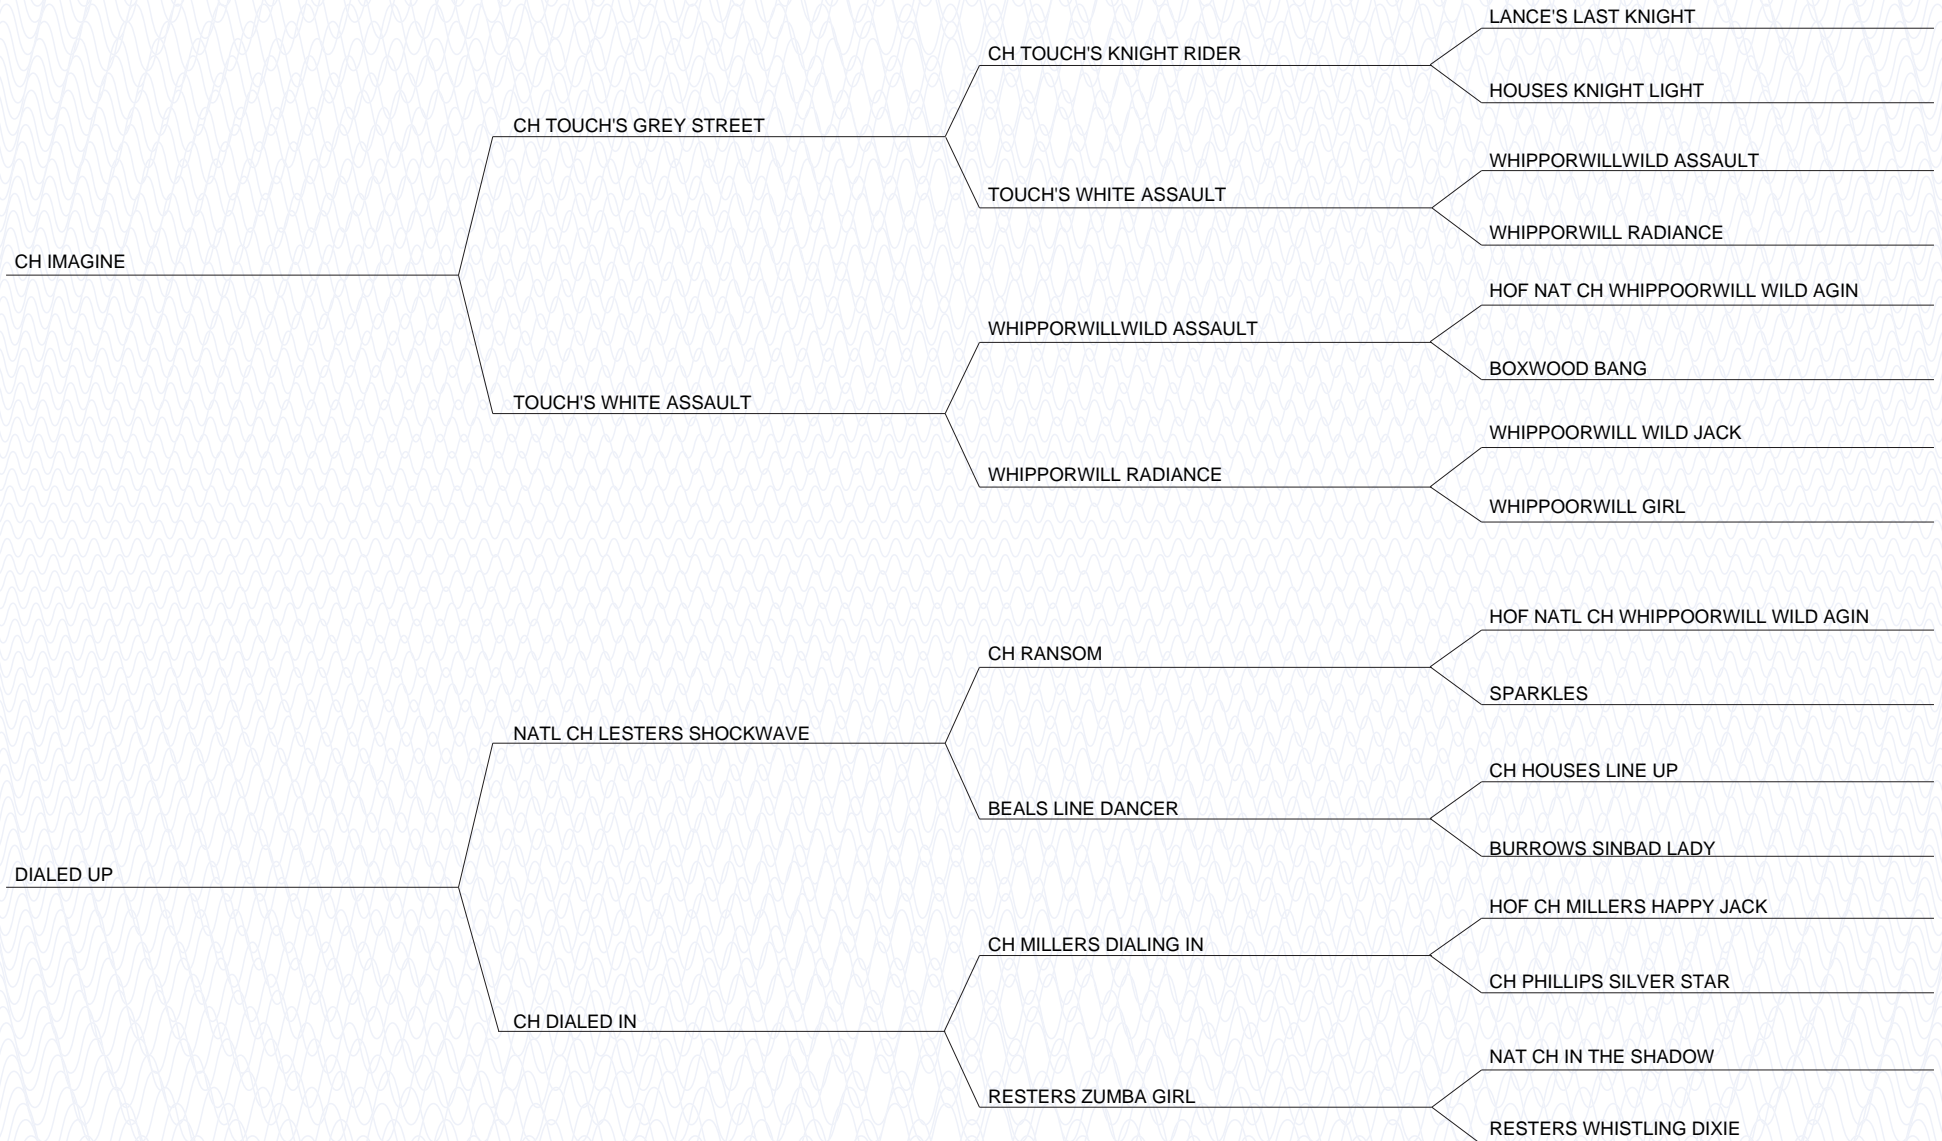 LANCE'S LAST KNIGHT
CH TOUCH'S KNIGHT RIDER
HOUSES KNIGHT LIGHT
CH TOUCH'S GREY STREET
WHIPPORWILLWILD ASSAULT
TOUCH'S WHITE ASSAULT
WHIPPORWILL RADIANCE
CH IMAGINE
HOF NAT CH WHIPPOORWILL WILD AGIN
WHIPPORWILLWILD ASSAULT
BOXWOOD BANG
TOUCH'S WHITE ASSAULT
WHIPPOORWILL WILD JACK
WHIPPORWILL RADIANCE
WHIPPOORWILL GIRL
HOF NATL CH WHIPPOORWILL WILD AGIN
CH RANSOM
SPARKLES
NATL CH LESTERS SHOCKWAVE
CH HOUSES LINE UP
BEALS LINE DANCER
BURROWS SINBAD LADY
DIALED UP
HOF CH MILLERS HAPPY JACK
CH MILLERS DIALING IN
CH PHILLIPS SILVER STAR
CH DIALED IN
NAT CH IN THE SHADOW
RESTERS ZUMBA GIRL
RESTERS WHISTLING DIXIE